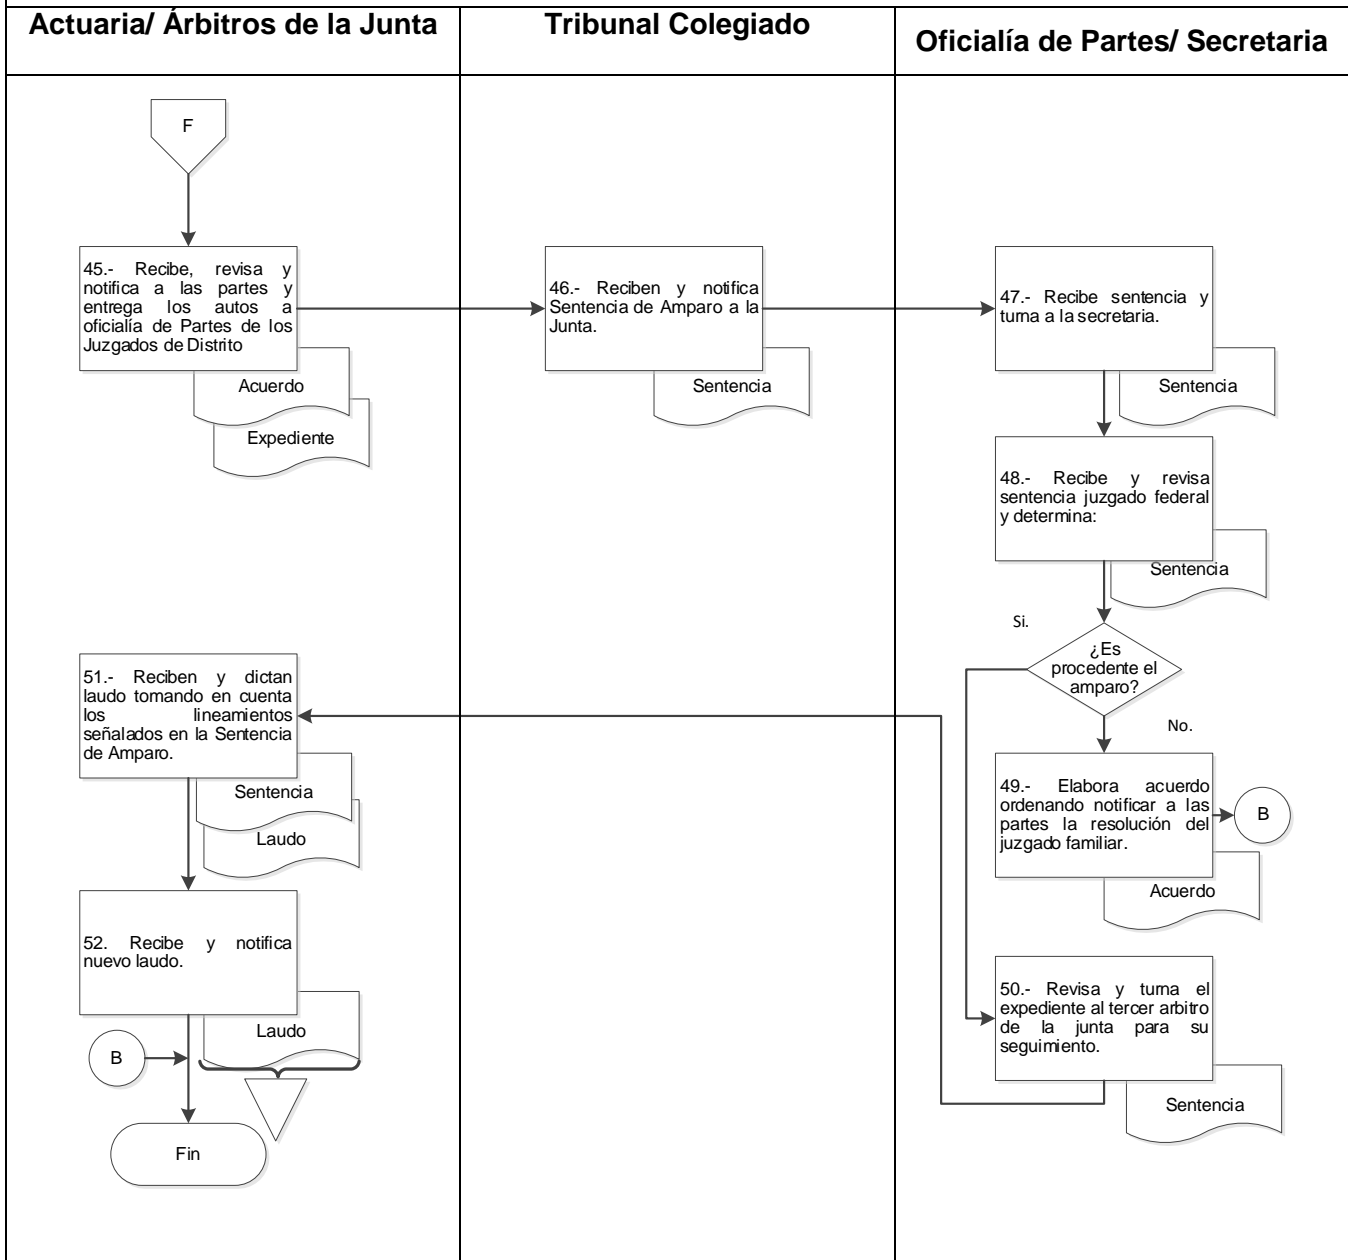 Actuaria/ Árbitros de la Junta
Tribunal Colegiado
Oficialía de Partes/ Secretaria
F
45.- Recibe, revisa y
notifica a las partes y
entrega los autos a
oficialía de Partes de los
Juzgados de Distrito
Acuerdo
Expediente
46.- Reciben y notifica
Sentencia de Amparo a la
Junta.
Sentencia
47.- Recibe sentencia y
turna a la secretaria.
Sentencia
48.- Recibe y revisa
sentencia juzgado federal
y determina:
Sentencia
Si.
¿Es
procedente el
amparo?
No.
49.- Elabora acuerdo
ordenando notificar a las
partes la resolución del
juzgado familiar.
B
Acuerdo
50.- Revisa y turna el
expediente al tercer arbitro
de la junta para su
seguimiento.
Sentencia
51.- Reciben y dictan
laudo tomando en cuenta
los lineamientos
señalados en la Sentencia
de Amparo.
Sentencia
Laudo
52. Recibe y notifica
nuevo laudo.
Laudo
B
Fin